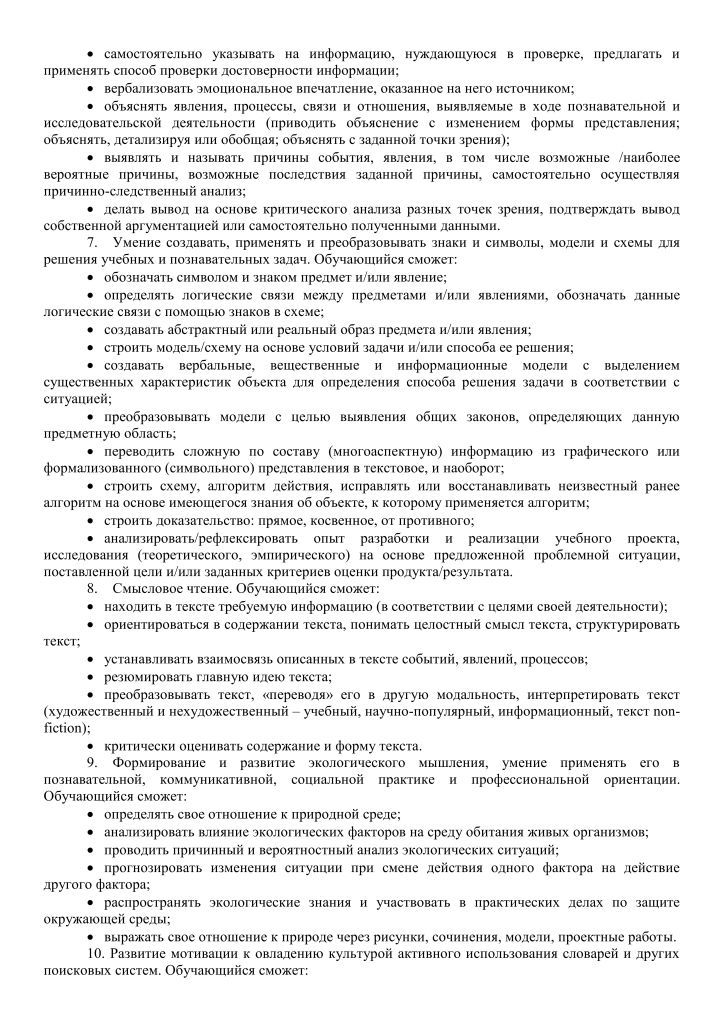 • самостоятельно указывать на информацию, нуждающуюся в проверке, предлагать и
применять способ проверки достоверности информации;
• вербализовать эмоциональное впечатление, оказанное на него источником;
• объяснять явления, процессы, связи и отношения, выявляемые в ходе познавательной и
исследовательской деятельности (приводить объяснение с изменением формы представления;
объяснять, детализируя или обобщая; объяснять с заданной точки зрения);
• выявлять и называть причины события, явления, в том числе возможные /наиболее
вероятные причины, возможные последствия заданной причины, самостоятельно осуществляя
причинно-следственный анализ;
• делать вывод на основе критического анализа разных точек зрения, подтверждать вывод
собственной аргументацией или самостоятельно полученными данными.
7. Умение создавать, применять и преобразовывать знаки и символы, модели и схемы для
решения учебных и познавательных задач. Обучающийся сможет:
• обозначать символом и знаком предмет и/или явление;
• определять логические связи между предметами и/или явлениями, обозначать данные
логические связи с помощью знаков в схеме;
• создавать абстрактный или реальный образ предмета и/или явления;
• строить модель/схему на основе условий задачи и/или способа ее решения;
• создавать вербальные, вещественные и информационные модели с выделением
существенных характеристик объекта для определения способа решения задачи в соответствии с
ситуацией;
• преобразовывать модели с целью выявления общих законов, определяющих данную
предметную область;
• переводить сложную по составу (многоаспектную) информацию из графического или
формализованного (символьного) представления в текстовое, и наоборот;
• строить схему, алгоритм действия, исправлять или восстанавливать неизвестный ранее
алгоритм на основе имеющегося знания об объекте, к которому применяется алгоритм;
• строить доказательство: прямое, косвенное, от противного;
• анализировать/рефлексировать опыт разработки и реализации учебного проекта,
исследования (теоретического, эмпирического) на основе предложенной проблемной ситуации,
поставленной цели и/или заданных критериев оценки продукта/результата.
8. Смысловое чтение. Обучающийся сможет:
• находить в тексте требуемую информацию (в соответствии с целями своей деятельности);
• ориентироваться в содержании текста, понимать целостный смысл текста, структурировать
текст;
• устанавливать взаимосвязь описанных в тексте событий, явлений, процессов;
• резюмировать главную идею текста;
• преобразовывать текст, «переводя» его в другую модальность, интерпретировать текст
(художественный и нехудожественный – учебный, научно-популярный, информационный, текст non-
fiction);
• критически оценивать содержание и форму текста.
9. Формирование и развитие экологического мышления, умение применять его в
познавательной, коммуникативной, социальной практике и профессиональной ориентации.
Обучающийся сможет:
• определять свое отношение к природной среде;
• анализировать влияние экологических факторов на среду обитания живых организмов;
• проводить причинный и вероятностный анализ экологических ситуаций;
• прогнозировать изменения ситуации при смене действия одного фактора на действие
другого фактора;
• распространять экологические знания и участвовать в практических делах по защите
окружающей среды;
• выражать свое отношение к природе через рисунки, сочинения, модели, проектные работы.
10. Развитие мотивации к овладению культурой активного использования словарей и других
поисковых систем. Обучающийся сможет: